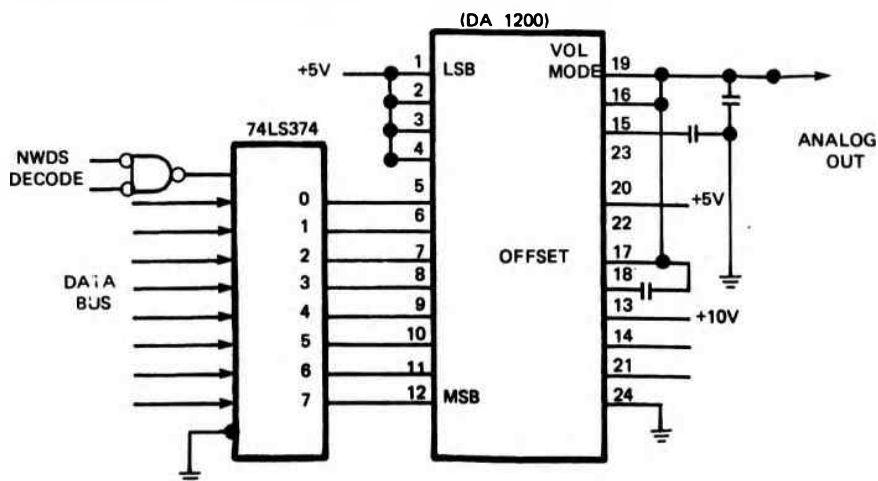 (DA 1200)
+5V
1 LSB
2
3
4
5
6
7
8
9
10
11
12 MSB
VOL
MODE 19
16
15
23
20 +5V
22
OFFSET 17
18
13 +10V
14
21
24
ANALOG
OUT
74LS374
NWDS
DECODE
DATA
BUS
0
1
2
3
4
5
6
7